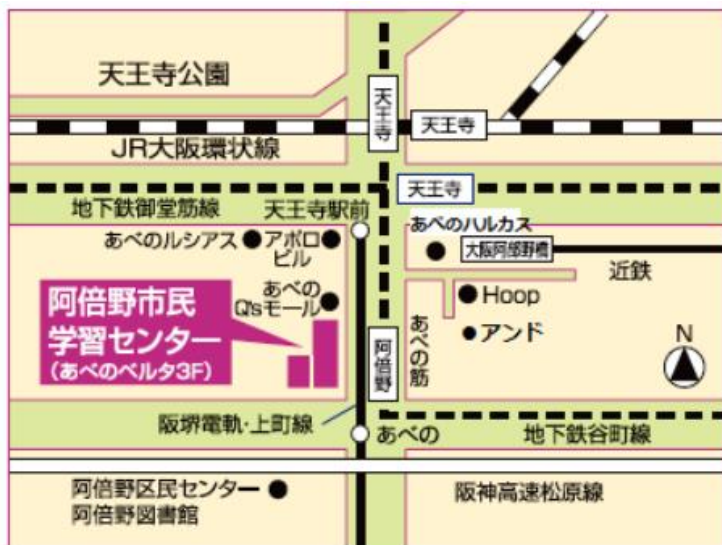 天王寺公園
天王寺
天王寺
JR大阪環状線
天王寺
地下鉄御堂筋線
天王寺駅前
あべのハルカス
あべのルシアス
アポロ
ビル
大阪阿部野橋
近鉄
あべの
Q'sモール
Hoop
阿倍野市民
学習センター
(あべのベルタ3F)
アンド
あべの筋
阿倍野
N
阪堺電軌・上町線
あべの
地下鉄谷町線
阿倍野区民センター
阿倍野図書館
阪神高速松原線